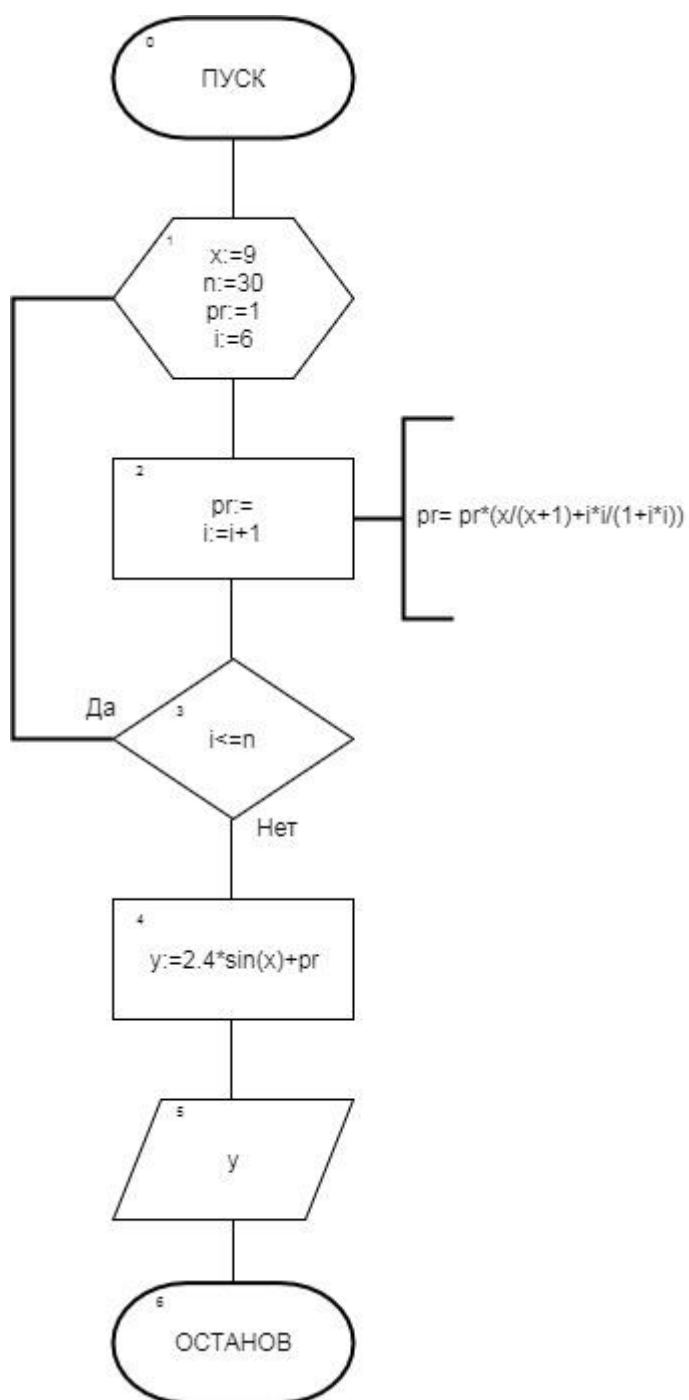 0
ПУСК
1
x:=9
n:=30
pr:=1
i:=6
2
pr:=
i:=i+1
pr= pr*(x/(x+1)+i*i/(1+i*i))
Да
3
i<=n
Нет
4
y:=2.4*sin(x)+pr
5
y
6
ОСТАНОВ